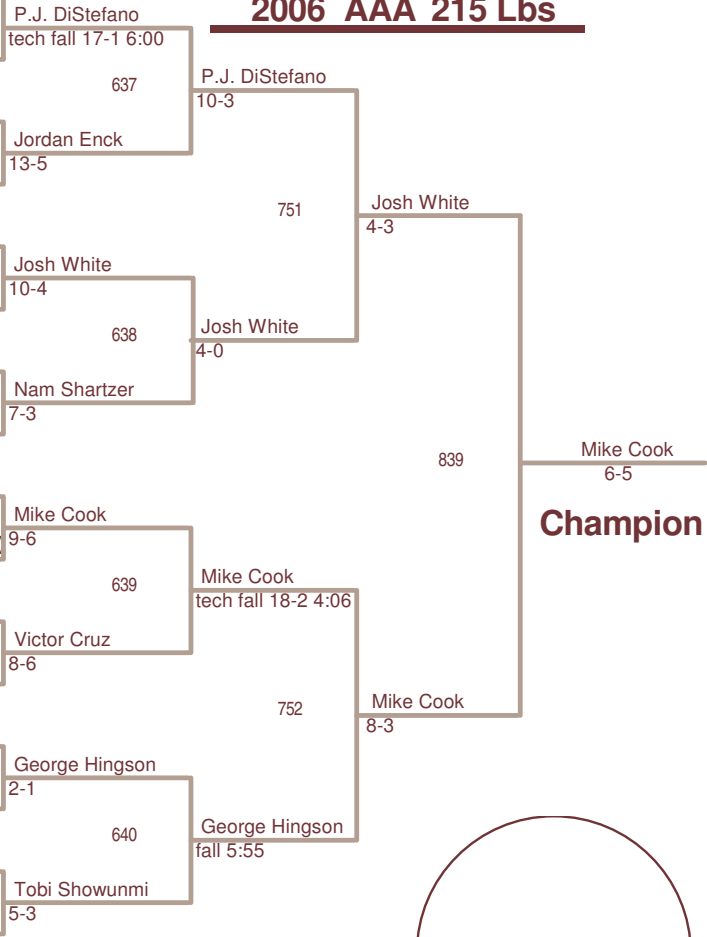 2006 AAA 215 Lbs
P.J. DiStefano
tech fall 17-1 6:00
637
P.J. DiStefano
10-3
Jordan Enck
13-5
751
Josh White
4-3
Josh White
10-4
638
Josh White
4-0
Nam Shartzer
7-3
839
Mike Cook
6-5
Champion
Mike Cook
9-6
639
Mike Cook
tech fall 18-2 4:06
Victor Cruz
8-6
752
Mike Cook
8-3
George Hingson
2-1
640
George Hingson
fall 5:55
Tobi Showunmi
5-3